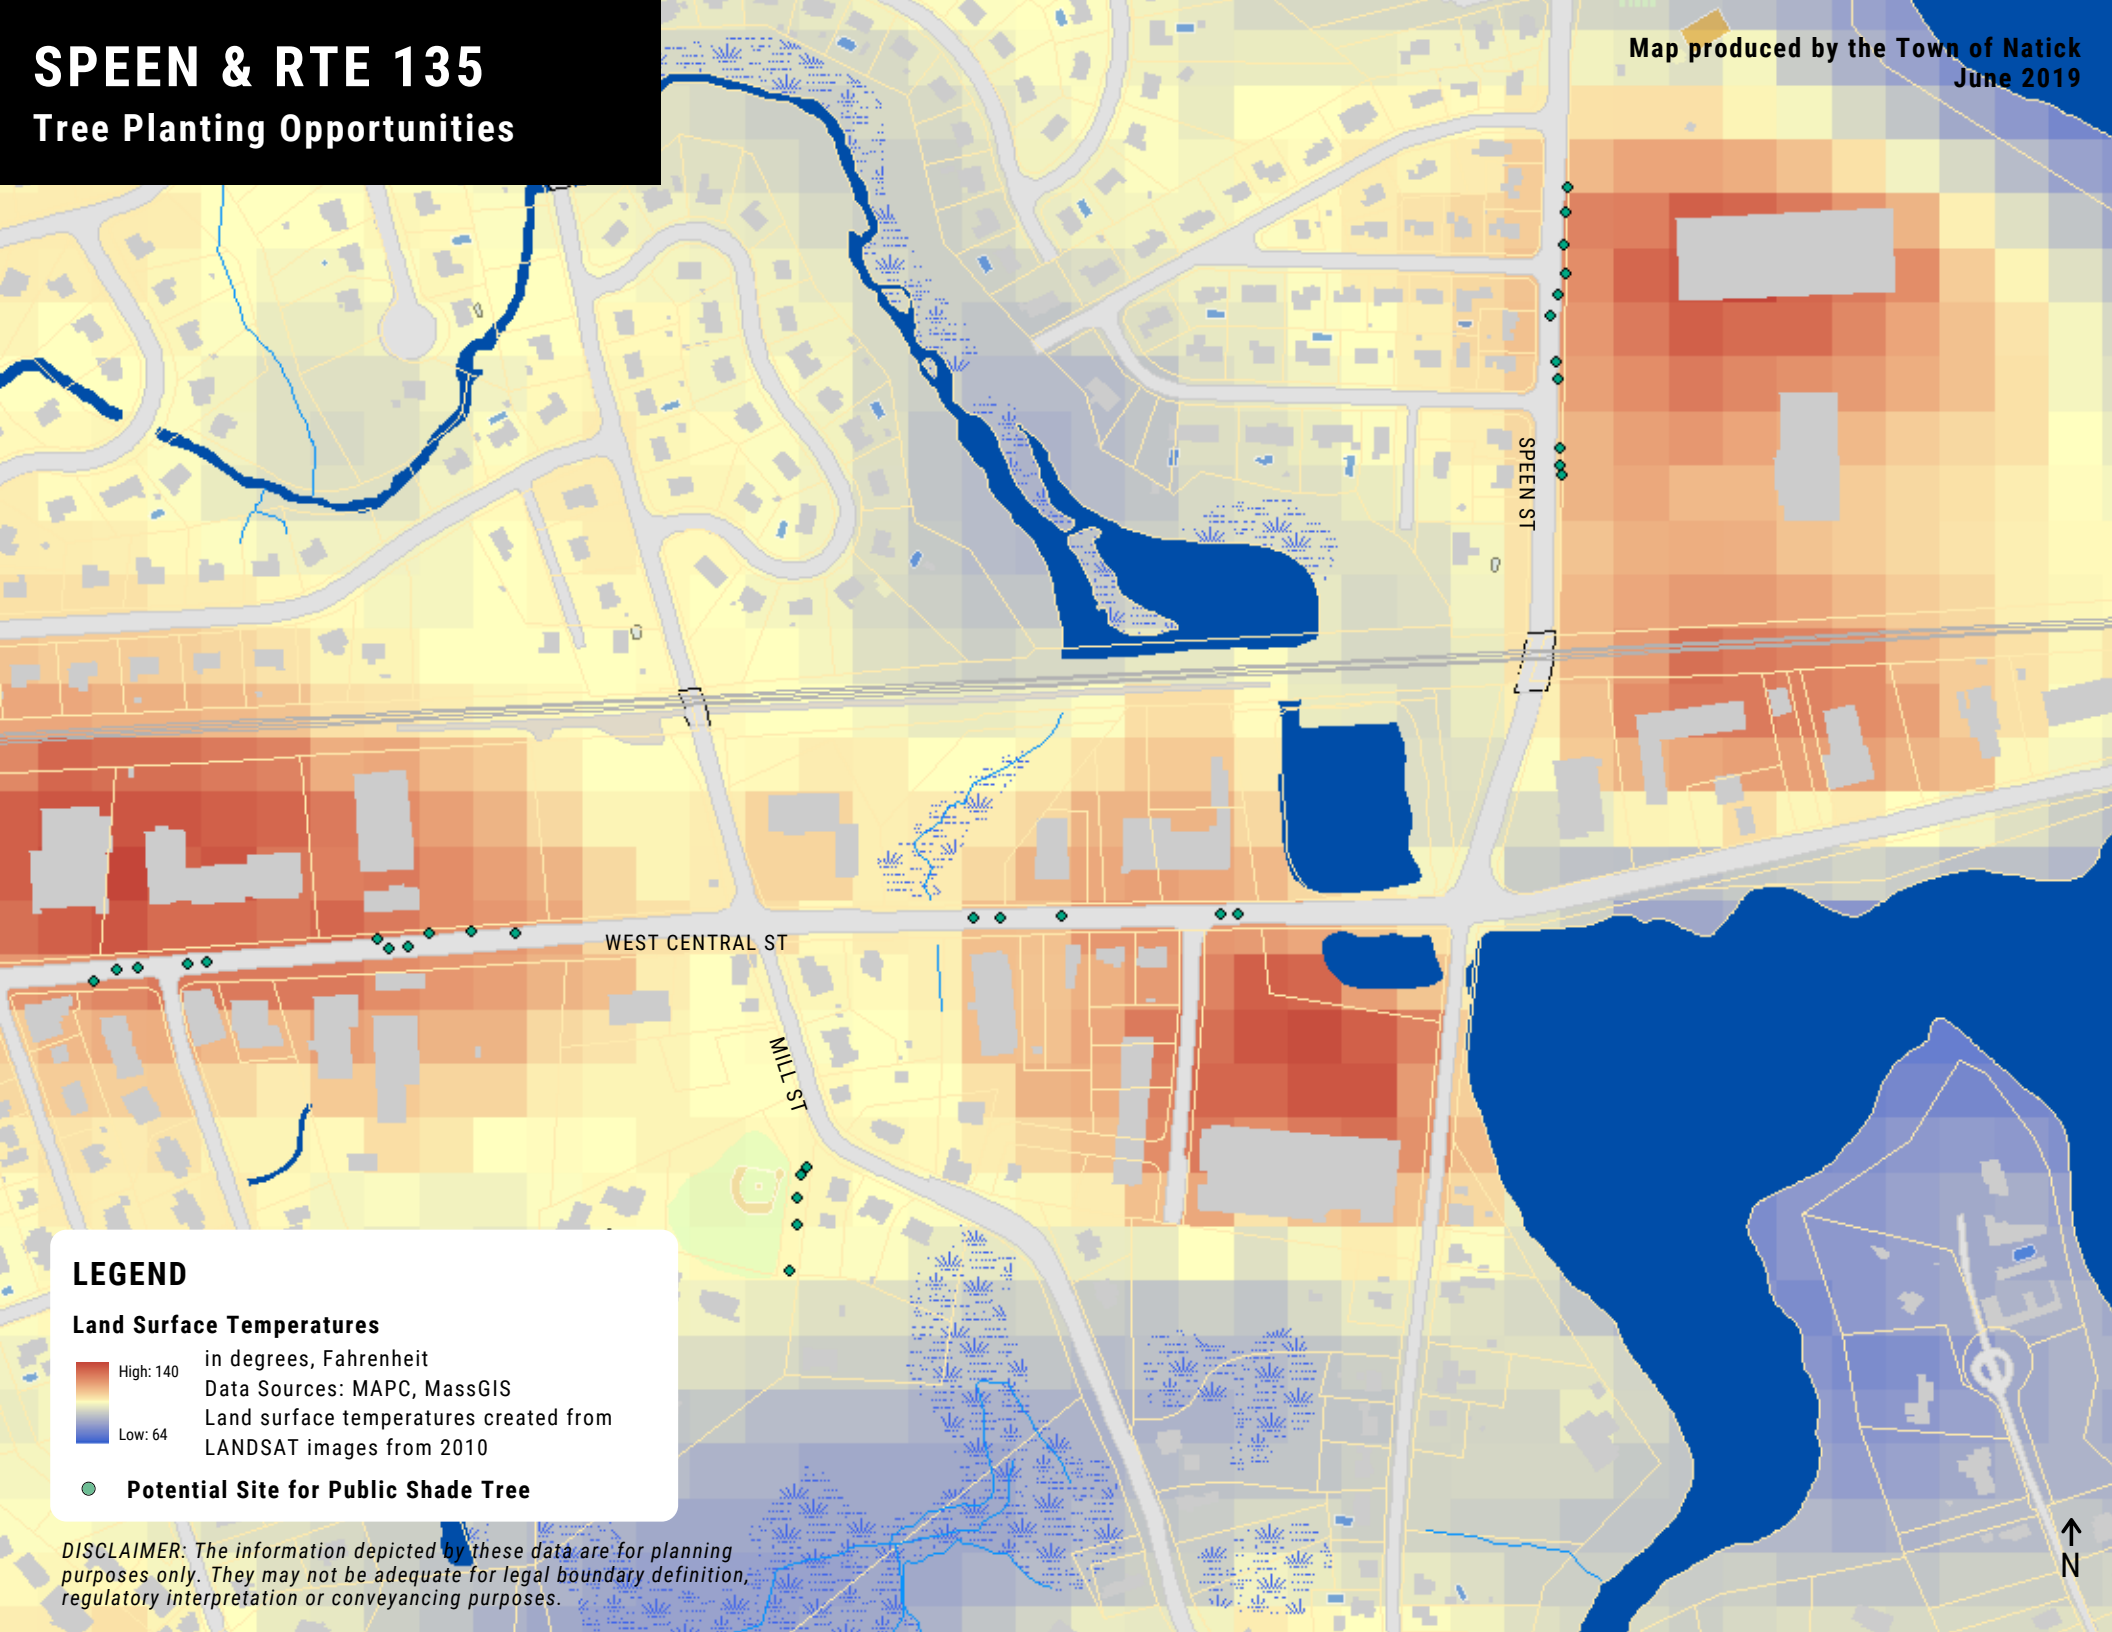 SPEEN & RTE 135
Tree Planting Opportunities
Map produced by the Town of Natick
June 2019
SPEEN ST
WEST CENTRAL ST
MILL ST
LEGEND
Land Surface Temperatures
High: 140
Low: 64
in degrees, Fahrenheit
Data Sources: MAPC, MassGIS
Land surface temperatures created from
LANDSAT images from 2010
Potential Site for Public Shade Tree
DISCLAIMER: The information depicted by these data are for planning
purposes only. They may not be adequate for legal boundary definition,
regulatory interpretation or conveyancing purposes.
N